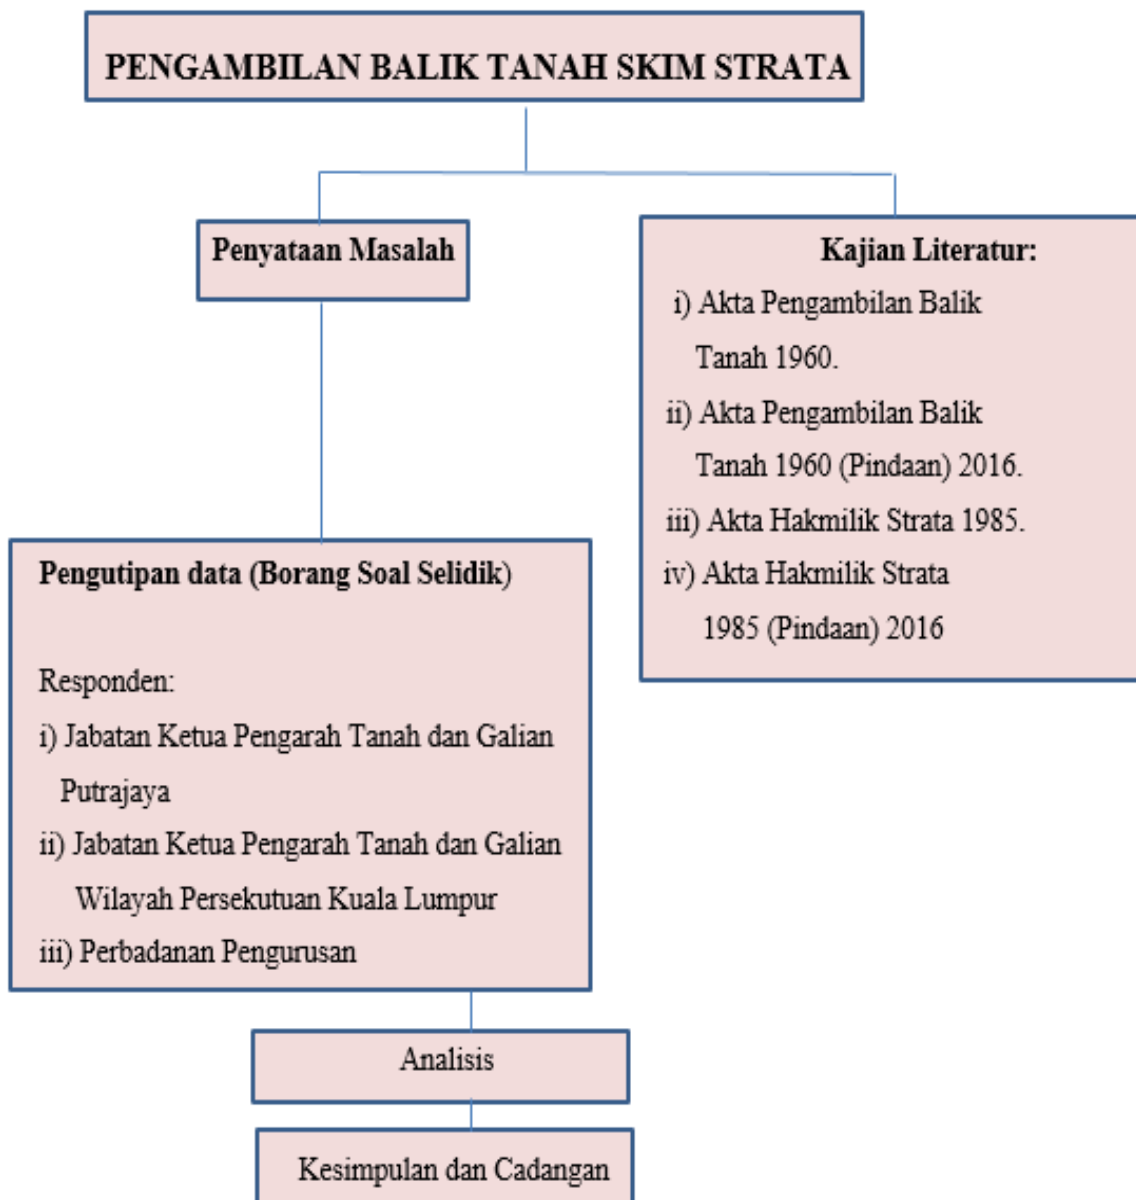 PENGAMBILAN BALIK TANAH SKIM STRATA
Penyataan Masalah
Kajian Literatur:
i) Akta Pengambilan Balik
Tanah 1960.
ii) Akta Pengambilan Balik
Tanah 1960 (Pindaan) 2016.
iii) Akta Hakmilik Strata 1985.
iv) Akta Hakmilik Strata
1985 (Pindaan) 2016
Pengutipan data (Borang Soal Selidik)
Responden:
i) Jabatan Ketua Pengarah Tanah dan Galian
Putrajaya
ii) Jabatan Ketua Pengarah Tanah dan Galian
Wilayah Persekutuan Kuala Lumpur
iii) Perbadanan Pengurusan
Analisis
Kesimpulan dan Cadangan